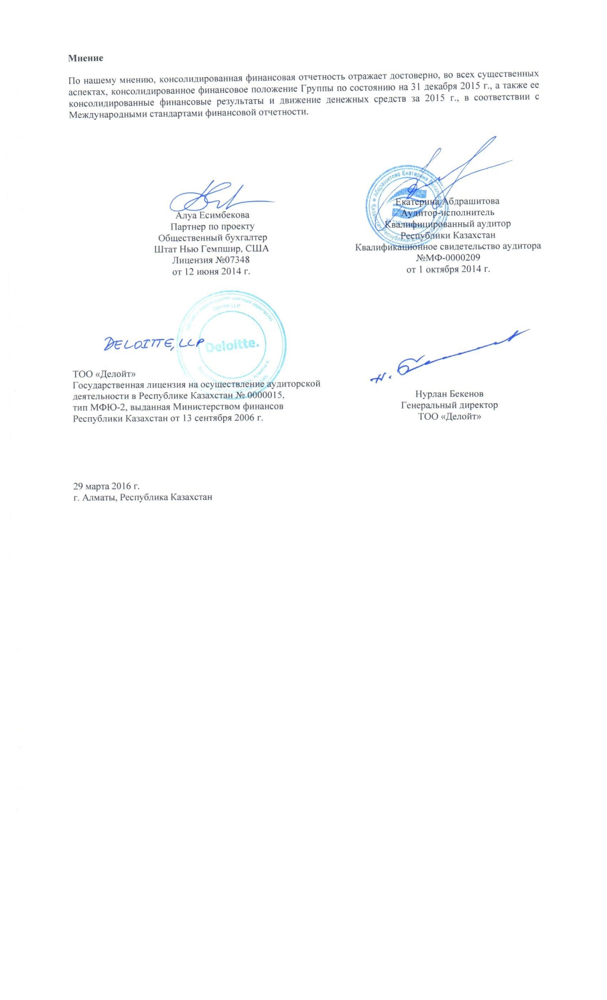 Мнение
По нашему мнению, консолидированная финансовая отчетность отражает достоверно, во всех существенных
аспектах, консолидированное финансовое положение Группы по состоянию на 31 декабря 2015 г., а также ее
консолидированные финансовые результаты и движение денежных средств за 2015 г., в соответствии с
Международными стандартами финансовой отчетности.
Алуа Есимбекова
Партнер по проекту
Общественный бухгалтер
Штат Нью Гемпшир, США
Лицензия №07348
от 12 июня 2014 г.
Абдрашитова Екатерина Витальевна
Қазақстан Республикасы
Екатерина Абдрашитова
Аудитор-исполнитель
Квалифицированный аудитор
Республики Казахстан
Квалификационное свидетельство аудитора
№МФ-0000209
от 1 октября 2014 г.
DELOITTE, LLP
шектеулі серіктестігі
Deloitte LLP
Deloitte.
Алматы қ.
ТОО «Делойт»
Государственная лицензия на осуществление аудиторской
деятельности в Республике Казахстан № 0000015,
тип МФЮ-2, выданная Министерством финансов
Республики Казахстан от 13 сентября 2006 г.
Нурлан Бекенов
Генеральный директор
ТОО «Делойт»
29 марта 2016 г.
г. Алматы, Республика Казахстан